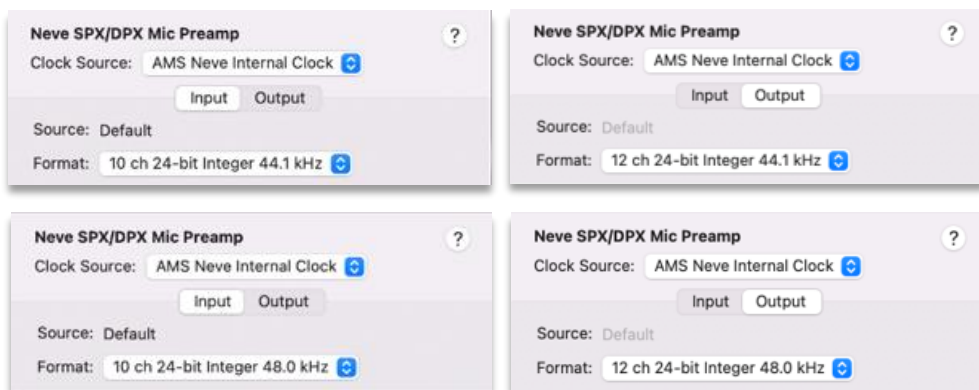 Neve SPX/DPX Mic Preamp ?
Clock Source: AMS Neve Internal Clock
Input Output
Source: Default
Format: 10 ch 24-bit Integer 44.1 kHz
Neve SPX/DPX Mic Preamp ?
Clock Source: AMS Neve Internal Clock
Input Output
Source: Default
Format: 12 ch 24-bit Integer 44.1 kHz
Neve SPX/DPX Mic Preamp ?
Clock Source: AMS Neve Internal Clock
Input Output
Source: Default
Format: 10 ch 24-bit Integer 48.0 kHz
Neve SPX/DPX Mic Preamp ?
Clock Source: AMS Neve Internal Clock
Input Output
Source: Default
Format: 12 ch 24-bit Integer 48.0 kHz